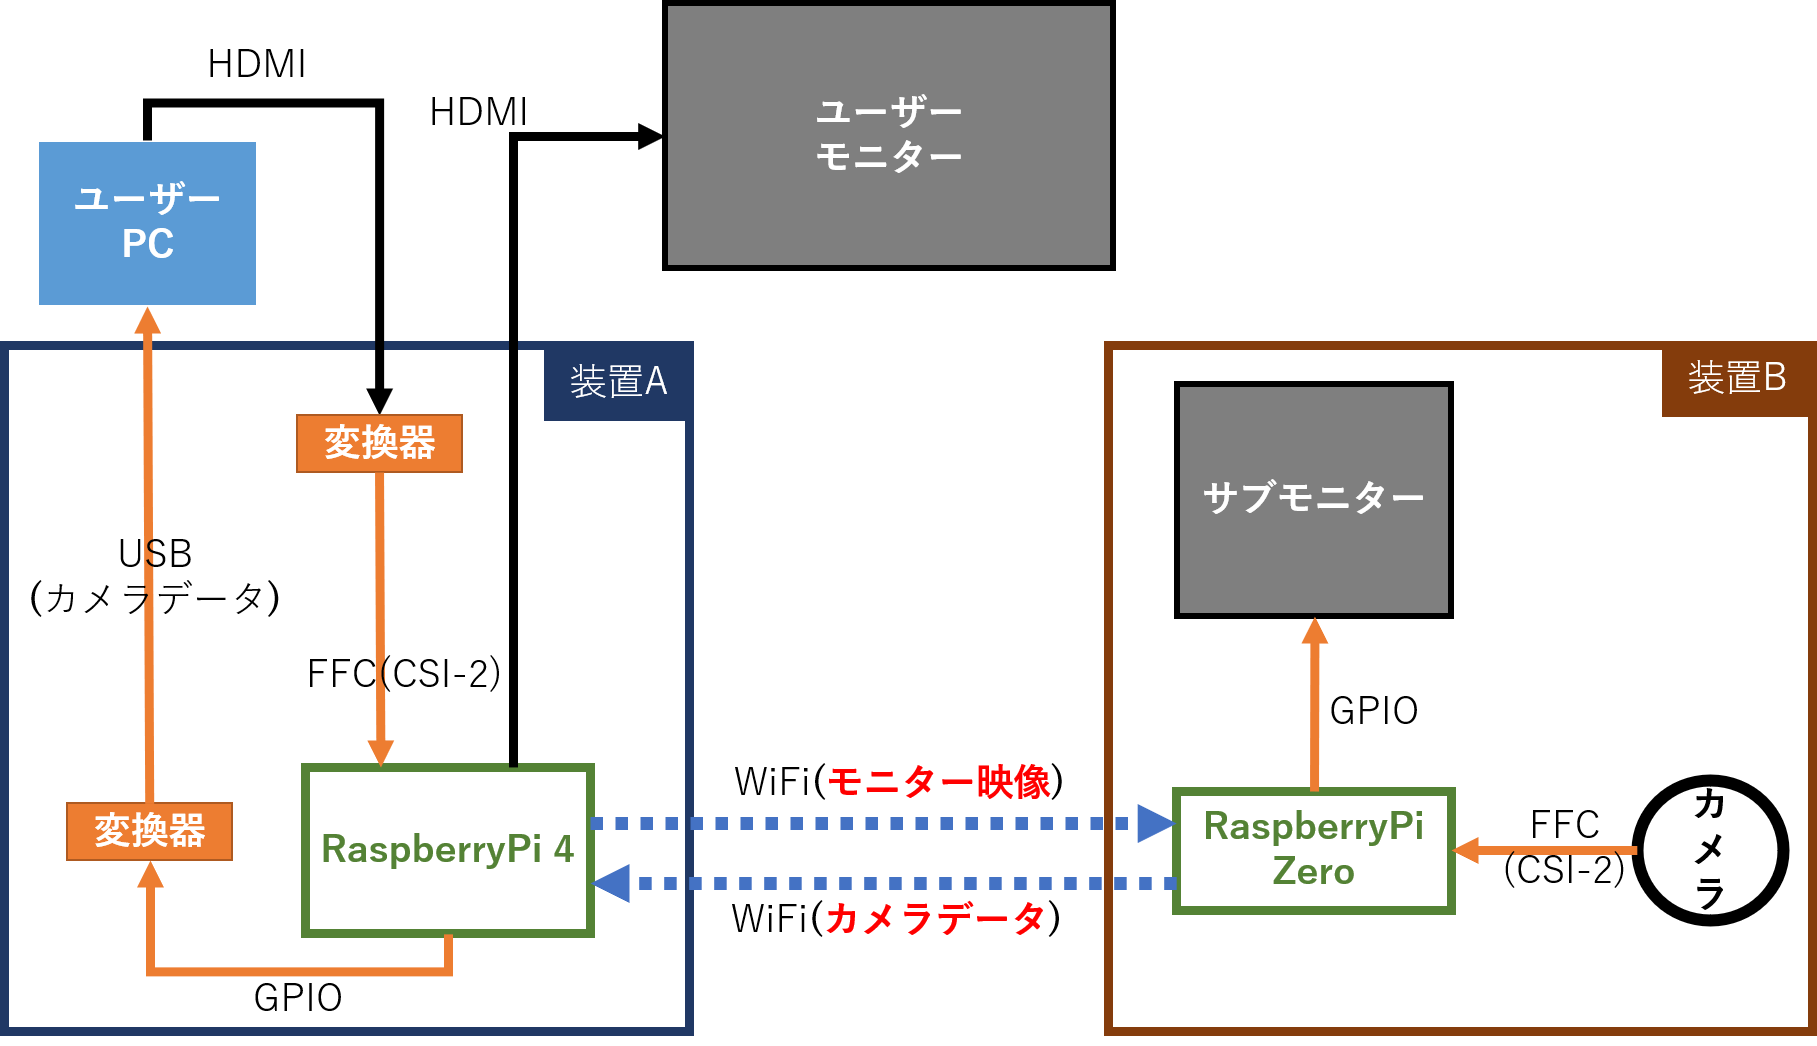 HDMI
HDMI
ユーザー
モニター
ユーザー
PC
装置A
装置B
変換器
サブモニター
USB
(カメラデータ)
FFC(CSI-2)
GPIO
WiFi(モニター映像)
変換器
RaspberryPi 4
RaspberryPi
Zero
FFC
(CSI-2)
カ
メ
ラ
WiFi(カメラデータ)
GPIO